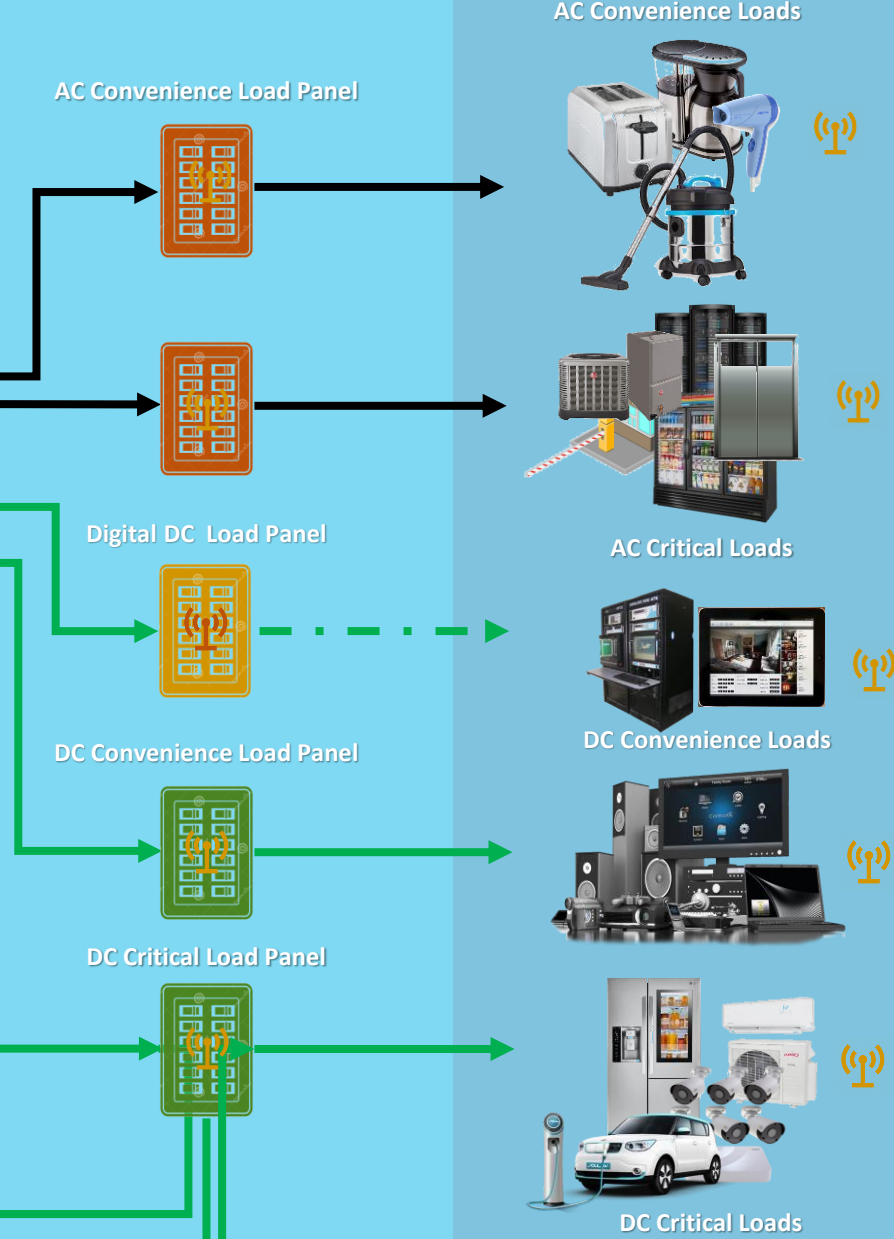 AC Convenience Loads
AC Convenience Load Panel
Digital DC  Load Panel
AC Critical Loads
DC Convenience Loads
DC Convenience Load Panel
DC Critical Load Panel
DC Critical Loads